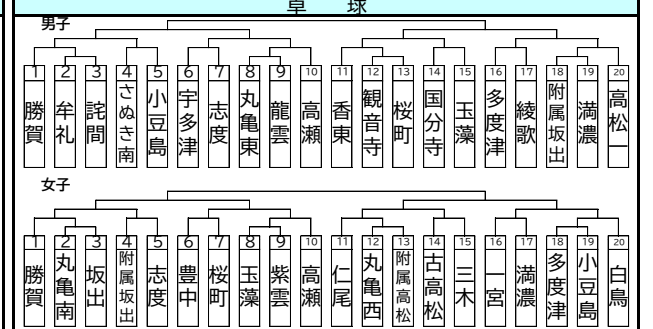 卓　球
男子
1 2 3 4 5 6 7 8 9 10 11 12 13 14 15 16 17 18 19 20
勝賀 牟礼 詫間 さぬき南 小豆島 宇多津 志度 丸亀東 龍雲 高瀬 香東 観音寺 桜町 国分寺 玉藻 多度津 綾歌 附属坂出 満濃 高松一
女子
1 2 3 4 5 6 7 8 9 10 11 12 13 14 15 16 17 18 19 20
勝賀 丸亀南 坂出 附属坂出 志度 豊中 桜町 玉藻 紫雲 高瀬 仁尾 丸亀西 附属高松 古高松 三木 一宮 満濃 多度津 小豆島 白鳥